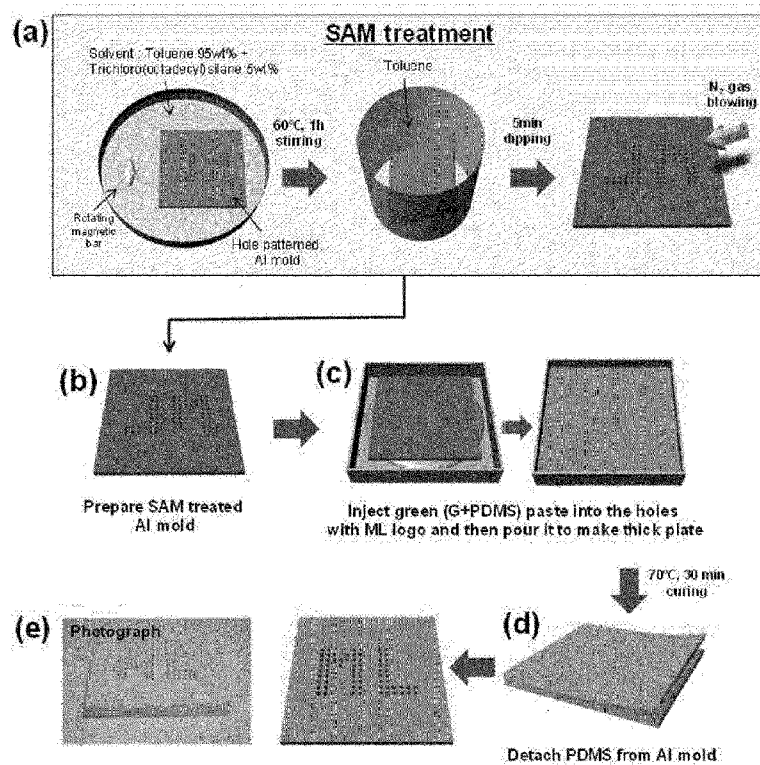 (a)
SAM treatment
Solvent : Toluene 95wt% +
Trichloro(octadecyl) silane 5wt%
Toluene
N₂ gas
blowing
60℃, 1h
stirring
5min
dipping
Rotating
magnetic
bar
Hole patterned
Al mold
(b)
(c)
Prepare SAM treated
Al mold
Inject green (G+PDMS) paste into the holes
with ML logo and then pour it to make thick plate
70℃, 30 min
curing
(e)
Photograph
ML
(d)
Detach PDMS from Al mold